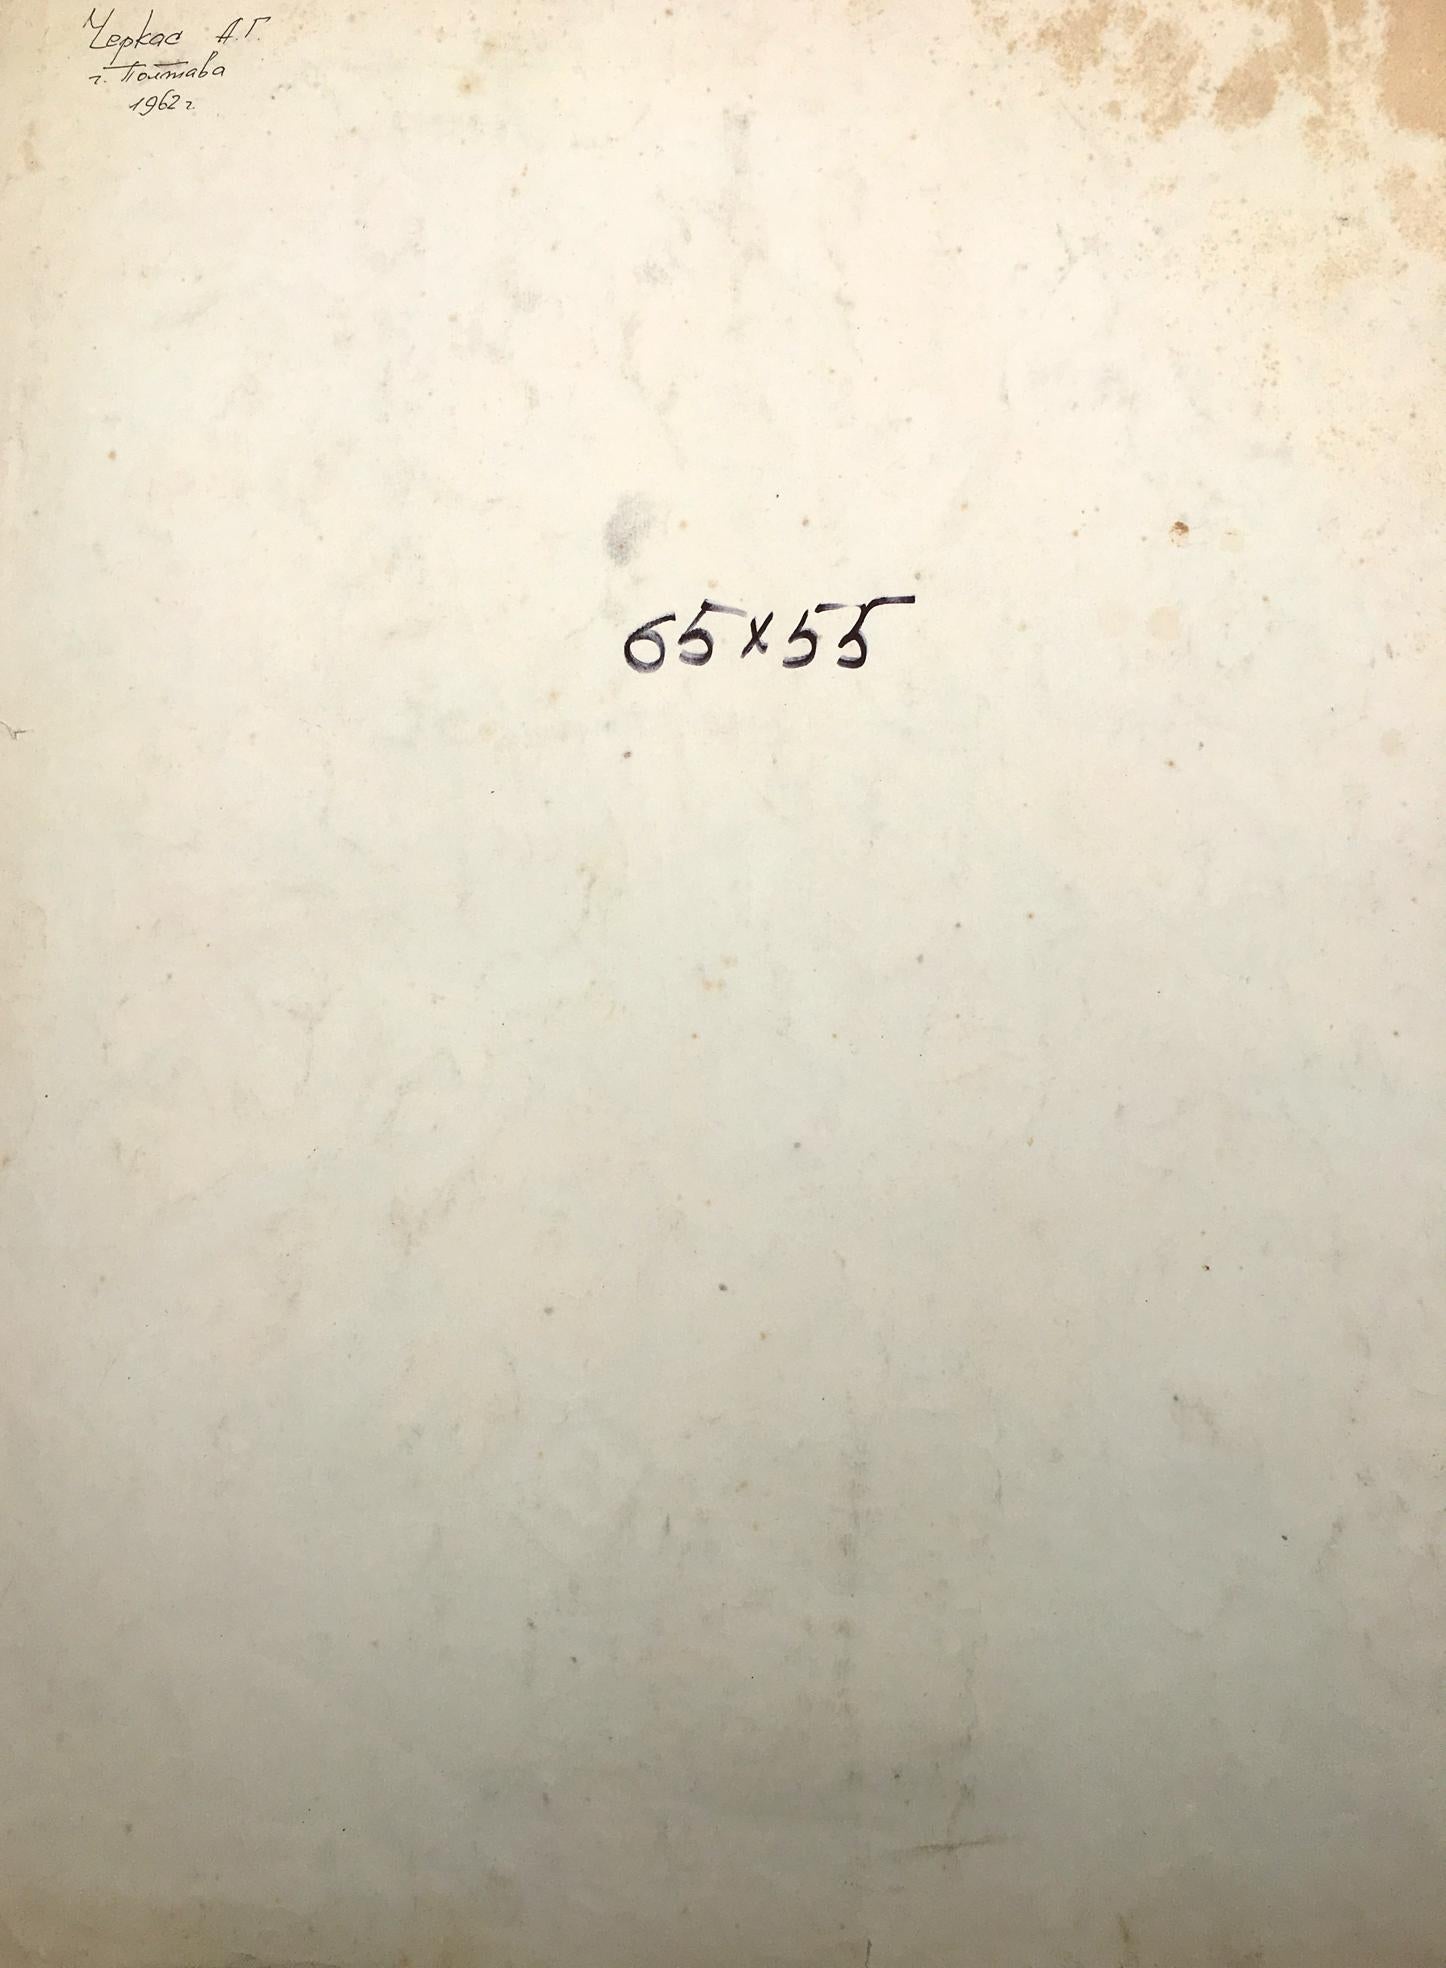 Черкас А.Г.
г. Полтава
1962 г.
65x55